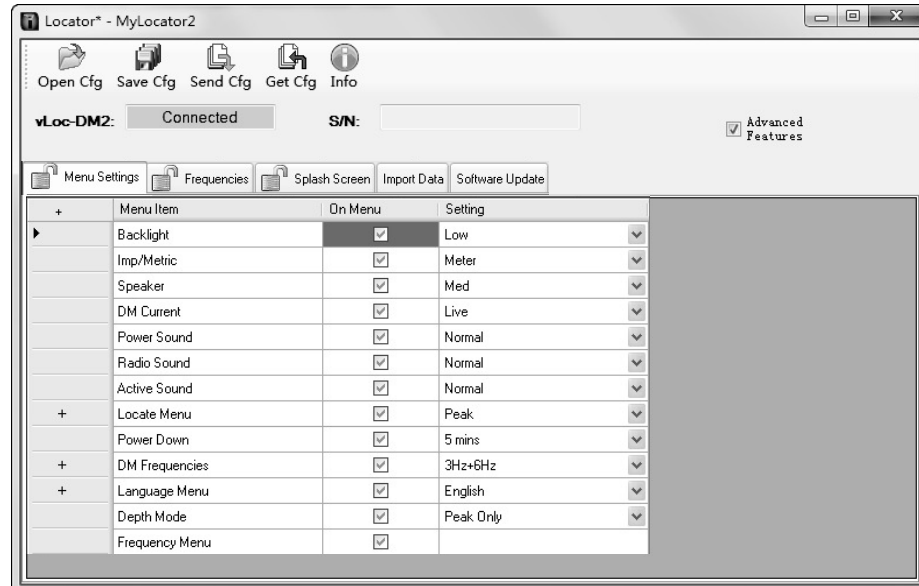 Locator* - MyLocator2
Open Cfg Save Cfg Send Cfg Get Cfg Info
vLoc-DM2: Connected S/N: Advanced Features
Menu Settings Frequencies Splash Screen Import Data Software Update
+ Menu Item On Menu Setting
Backlight Low
Imp/Metric Meter
Speaker Med
DM Current Live
Power Sound Normal
Radio Sound Normal
Active Sound Normal
+ Locate Menu Peak
Power Down 5 mins
+ DM Frequencies 3Hz+6Hz
+ Language Menu English
Depth Mode Peak Only
Frequency Menu